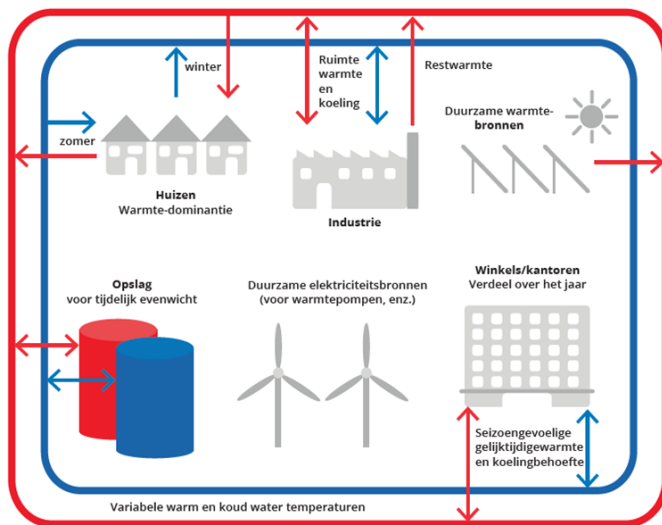 winter
zomer
Huizen
Warmte-dominantie
Ruimte
warmte
en
koeling
Restwarmte
Industrie
Duurzame warmte-
bronnen
Opslag
voor tijdelijk evenwicht
Duurzame elektriciteitsbronnen
(voor warmtepompen, enz.)
Winkels/kantoren
Verdeel over het jaar
Seizoengevoelige
gelijktijdigewarmte
en koelingbehoefte
Variabele warm en koud water temperaturen